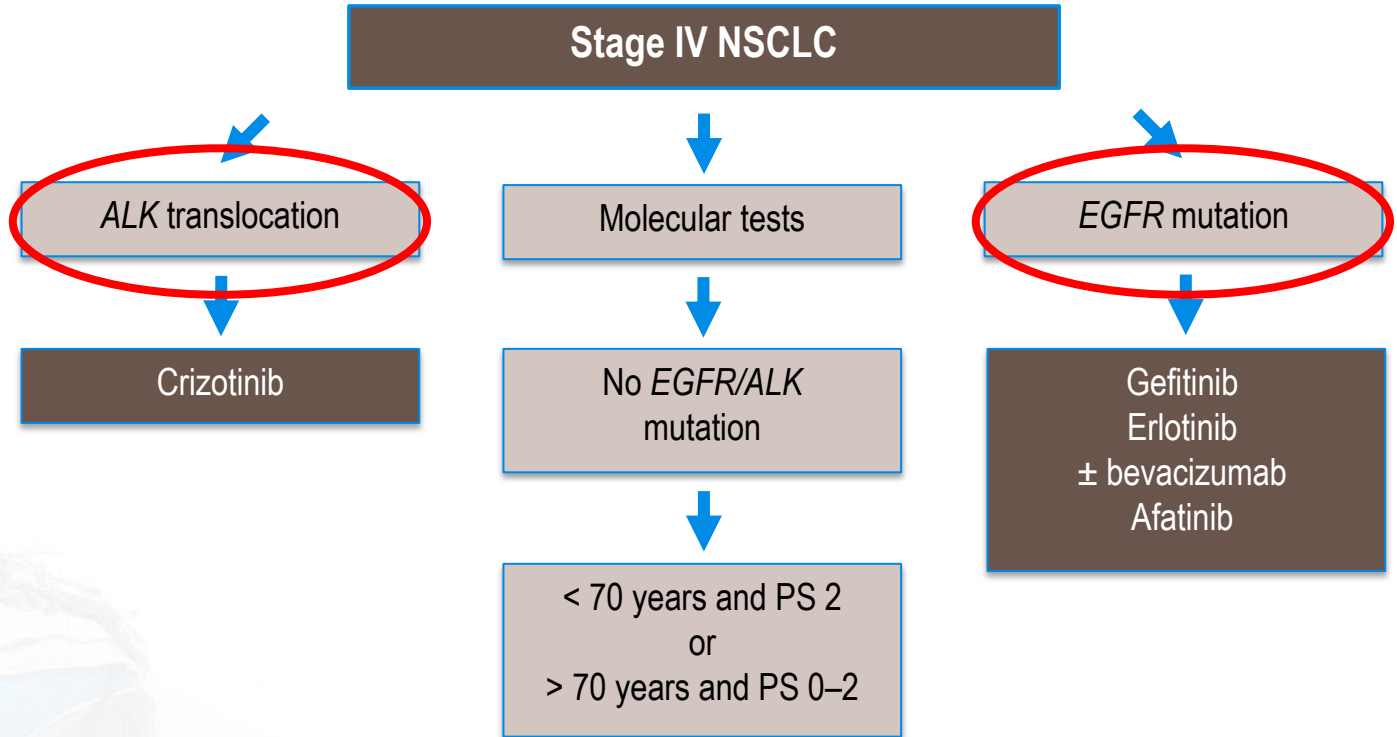 Stage IV NSCLC
ALK translocation
Molecular tests
EGFR mutation
Crizotinib
No EGFR/ALK
mutation
Gefitinib
Erlotinib
± bevacizumab
Afatinib
< 70 years and PS 2
or
> 70 years and PS 0–2